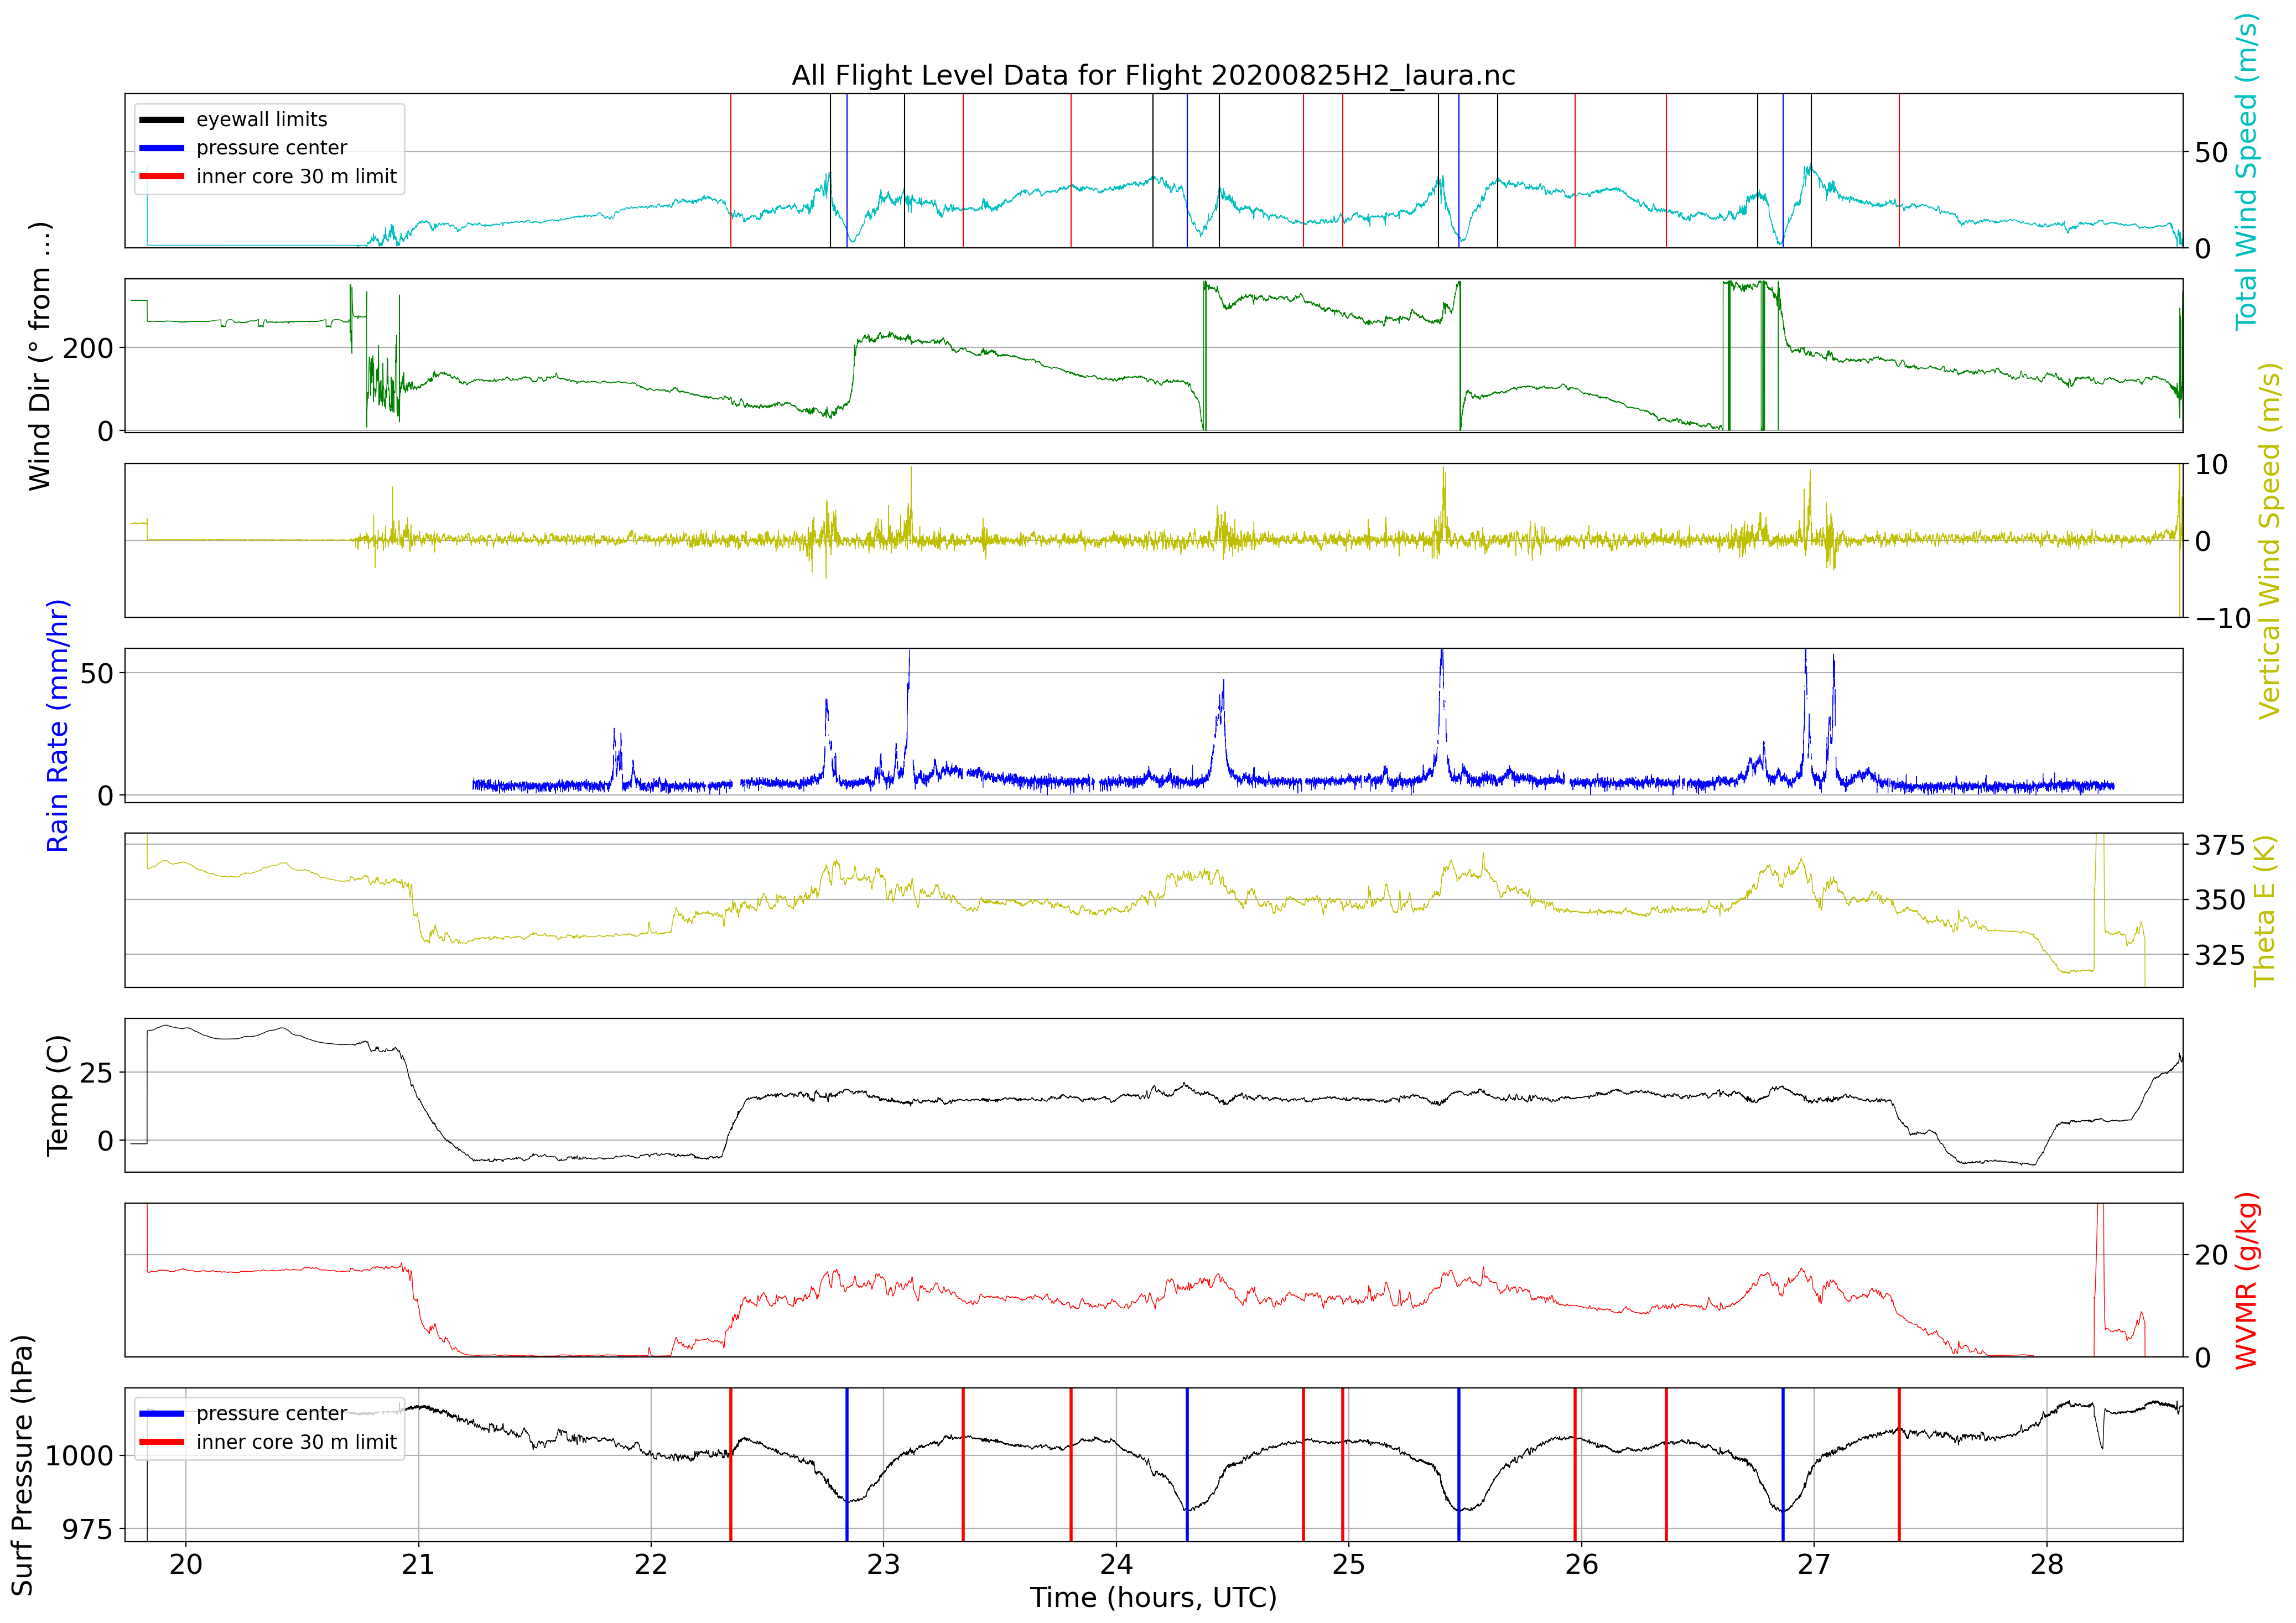 All Flight Level Data for Flight 20200825H2_laura.nc
eyewall limits
pressure center
inner core 30 m limit
50
0
Total Wind Speed (m/s)
Wind Dir (° from ...)
200
0
10
0
−10
Vertical Wind Speed (m/s)
Rain Rate (mm/hr)
50
0
375
350
325
Theta E (K)
Temp (C)
25
0
20
0
WVMR (g/kg)
Surf Pressure (hPa)
pressure center
inner core 30 m limit
1000
975
20 21 22 23 24 25 26 27 28
Time (hours, UTC)